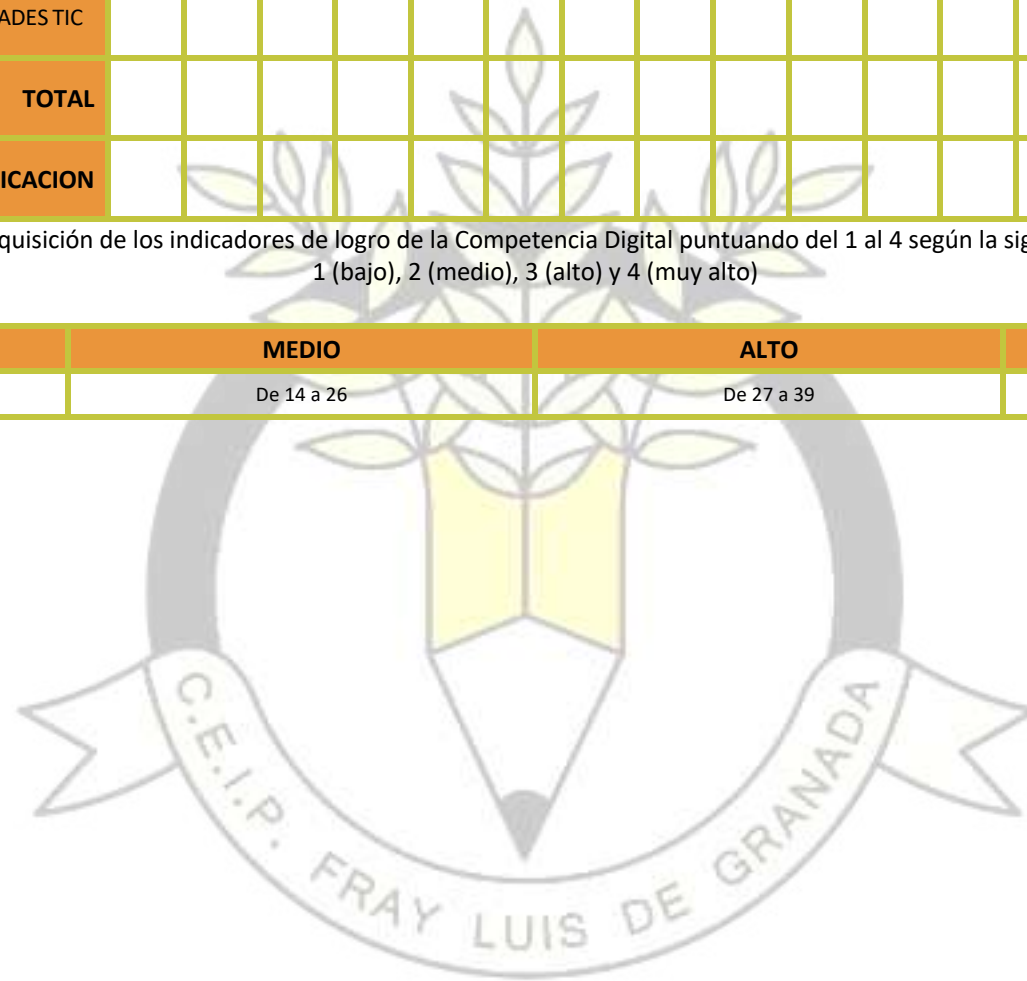 ADES TIC
TOTAL
ICACION
quisición de los indicadores de logro de la Competencia Digital puntuando del 1 al 4 según la sig
1 (bajo), 2 (medio), 3 (alto) y 4 (muy alto)
MEDIO ALTO
De 14 a 26 De 27 a 39
C.E.I.P. FRAY LUIS DE GRANADA